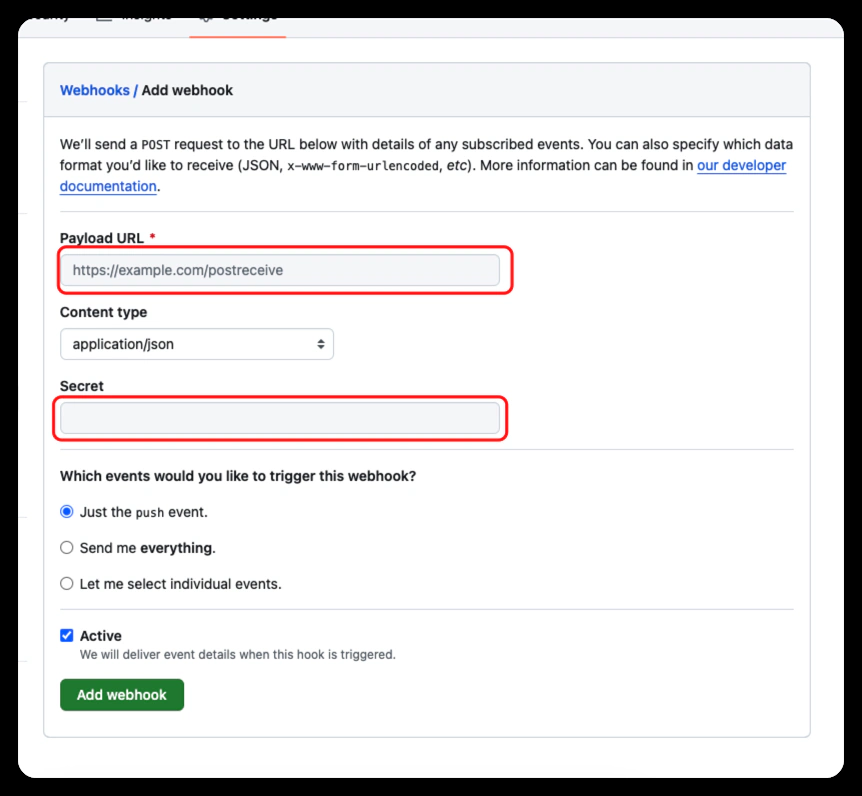 Webhooks / Add webhook
We'll send a POST request to the URL below with details of any subscribed events. You can also specify which data
format you'd like to receive (JSON, x-www-form-urlencoded, etc). More information can be found in our developer
documentation.
Payload URL *
https://example.com/postreceive
Content type
application/json
Secret
Which events would you like to trigger this webhook?
Just the push event.
Send me everything.
Let me select individual events.
Active
We will deliver event details when this hook is triggered.
Add webhook